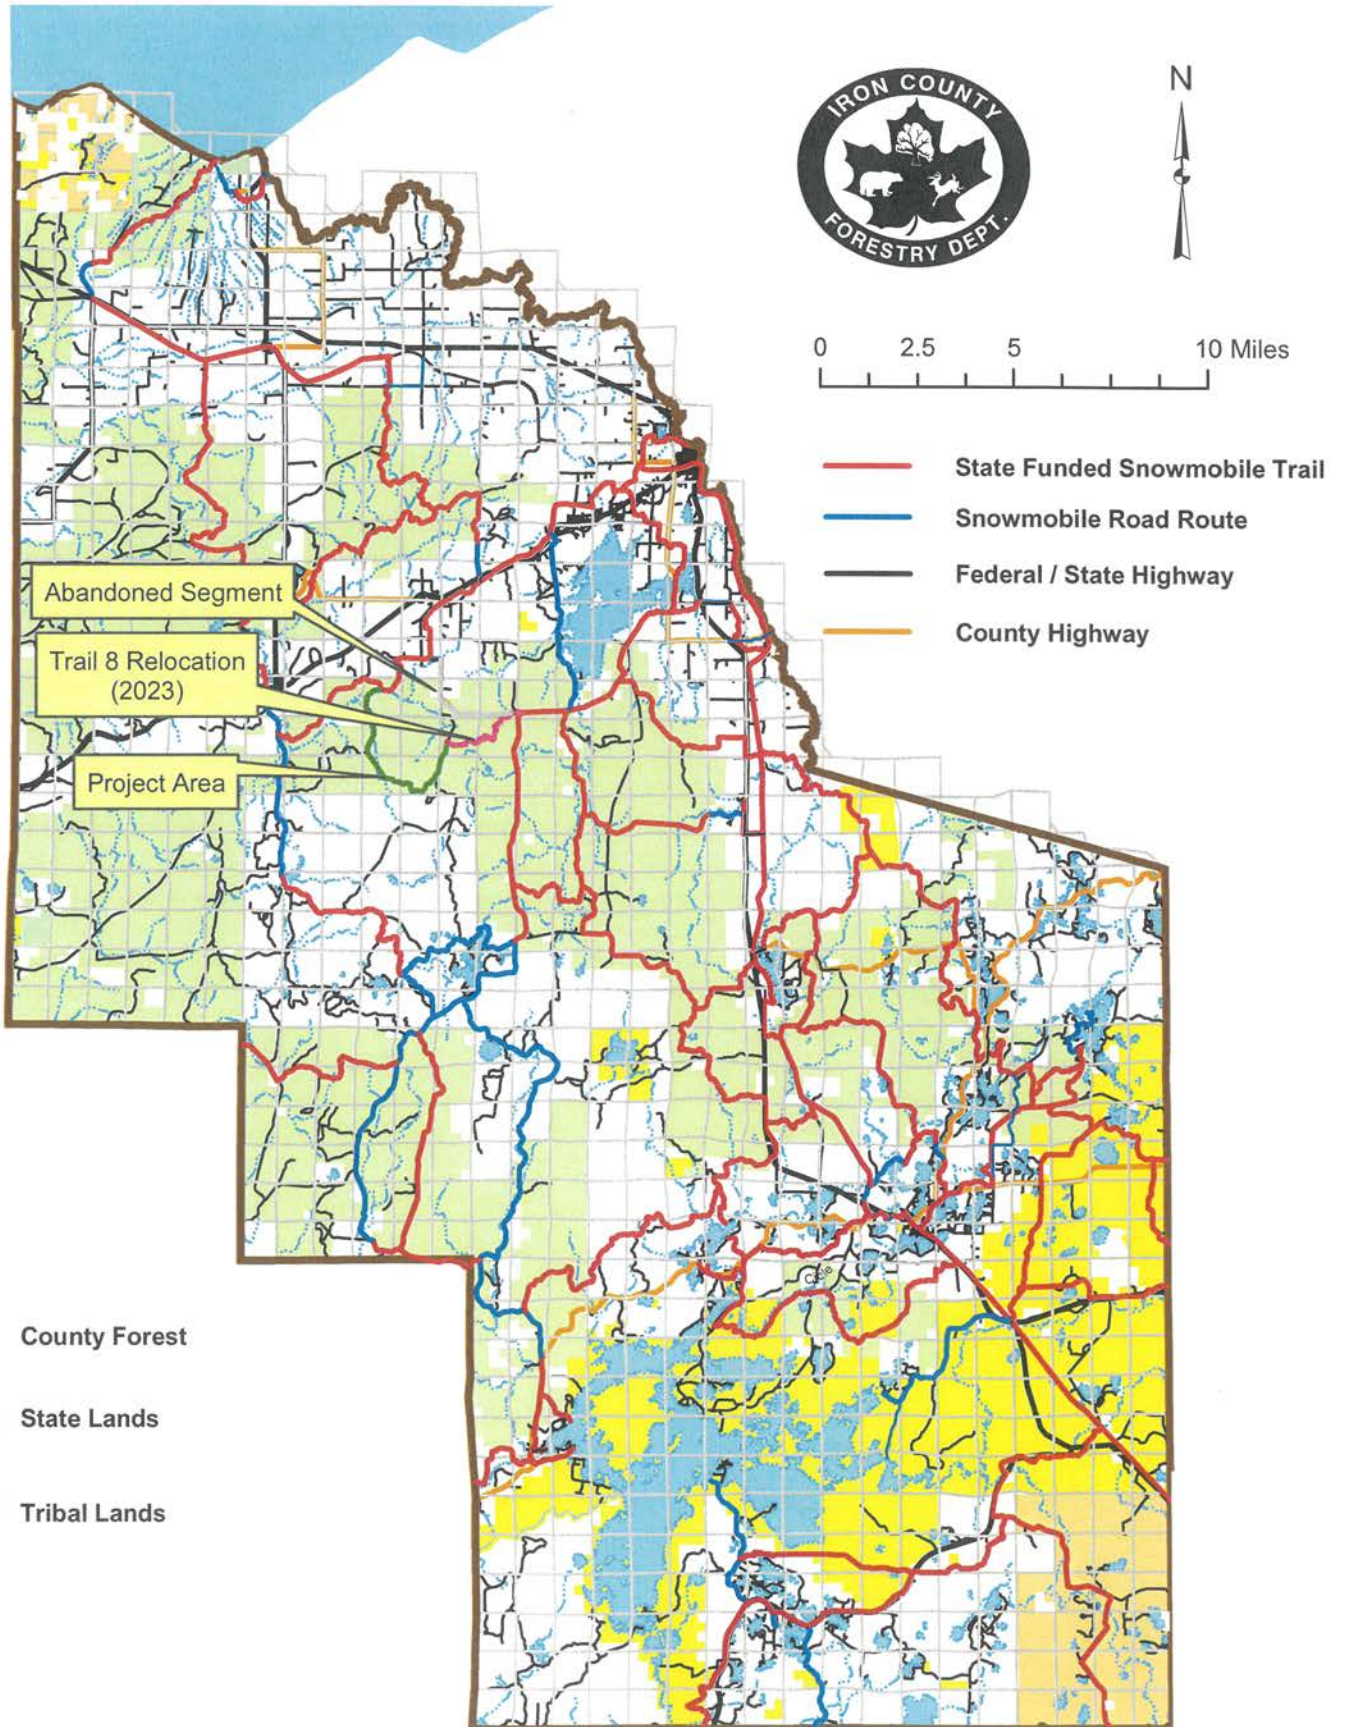 IRON COUNTY
FORESTRY DEPT.
N
0 2.5 5 10 Miles
State Funded Snowmobile Trail
Snowmobile Road Route
Federal / State Highway
County Highway
Abandoned Segment
Trail 8 Relocation
(2023)
Project Area
County Forest
State Lands
Tribal Lands